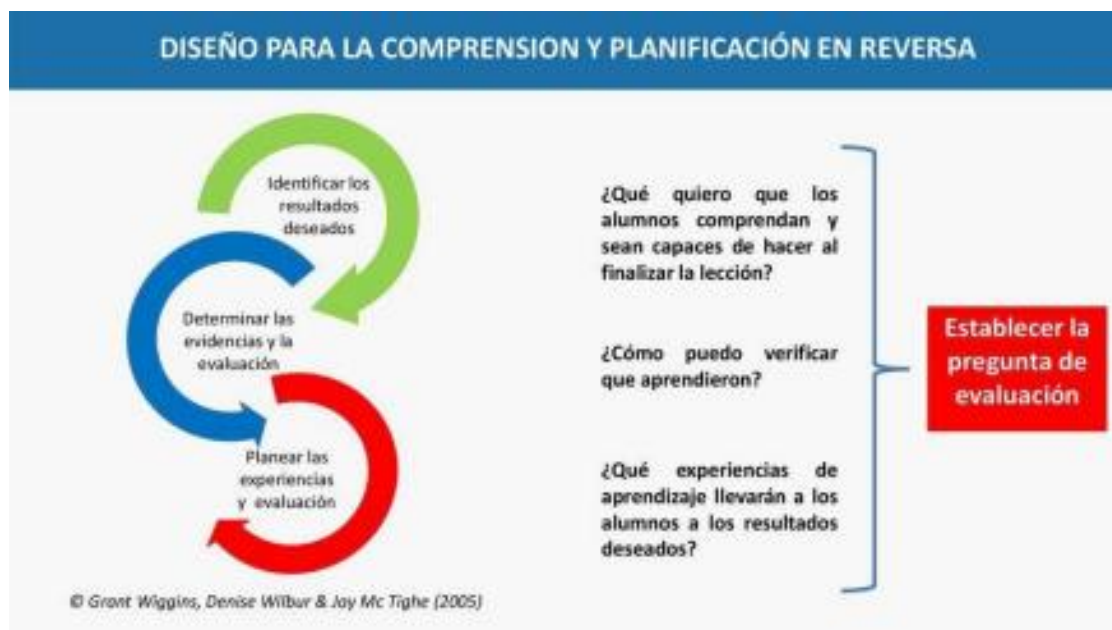 DISEÑO PARA LA COMPRENSION Y PLANIFICACIÓN EN REVERSA
Identificar los
resultados
deseados
Determinar las
evidencias y la
evaluación
Planear las
experiencias
y evaluación
¿Qué quiero que los
alumnos comprendan y
sean capaces de hacer al
finalizar la lección?
¿Cómo puedo verificar
que aprendieron?
¿Qué experiencias de
aprendizaje llevarán a los
alumnos a los resultados
deseados?
Establecer la
pregunta de
evaluación
© Grant Wiggins, Denise Wilbur & Jay Mc Tighe (2005)